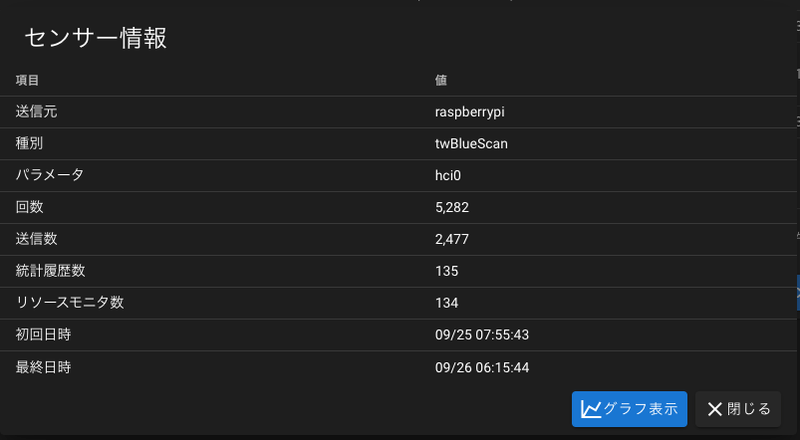 センサー情報
項目 値
送信元 raspberrypi
種別 twBlueScan
パラメータ hci0
回数 5,282
送信数 2,477
統計履歴数 135
リソースモニタ数 134
初回日時 09/25 07:55:43
最終日時 09/26 06:15:44
グラフ表示 閉じる